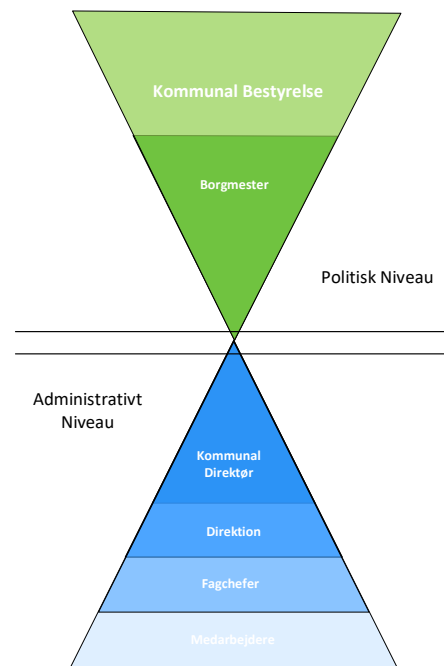 Kommunal Bestyrelse
Borgmester
Politisk Niveau
Administrativt
Niveau
Kommunal
Direktør
Direktion
Fagchefer
Medarbejdere